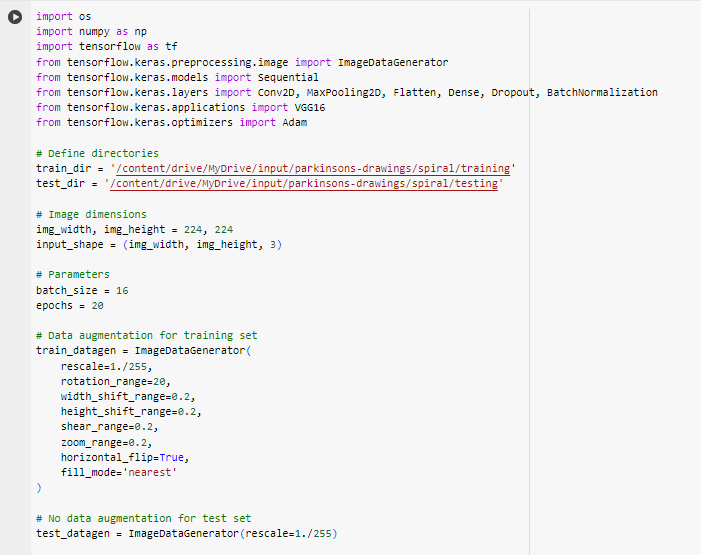 import os
import numpy as np
import tensorflow as tf
from tensorflow.keras.preprocessing.image import ImageDataGenerator
from tensorflow.keras.models import Sequential
from tensorflow.keras.layers import Conv2D, MaxPooling2D, Flatten, Dense, Dropout, BatchNormalization
from tensorflow.keras.applications import VGG16
from tensorflow.keras.optimizers import Adam

# Define directories
train_dir = '/content/drive/MyDrive/input/parkinsons-drawings/spiral/training'
test_dir = '/content/drive/MyDrive/input/parkinsons-drawings/spiral/testing'

# Image dimensions
img_width, img_height = 224, 224
input_shape = (img_width, img_height, 3)

# Parameters
batch_size = 16
epochs = 20

# Data augmentation for training set
train_datagen = ImageDataGenerator(
    rescale=1./255,
    rotation_range=20,
    width_shift_range=0.2,
    height_shift_range=0.2,
    shear_range=0.2,
    zoom_range=0.2,
    horizontal_flip=True,
    fill_mode='nearest'
)

# No data augmentation for test set
test_datagen = ImageDataGenerator(rescale=1./255)